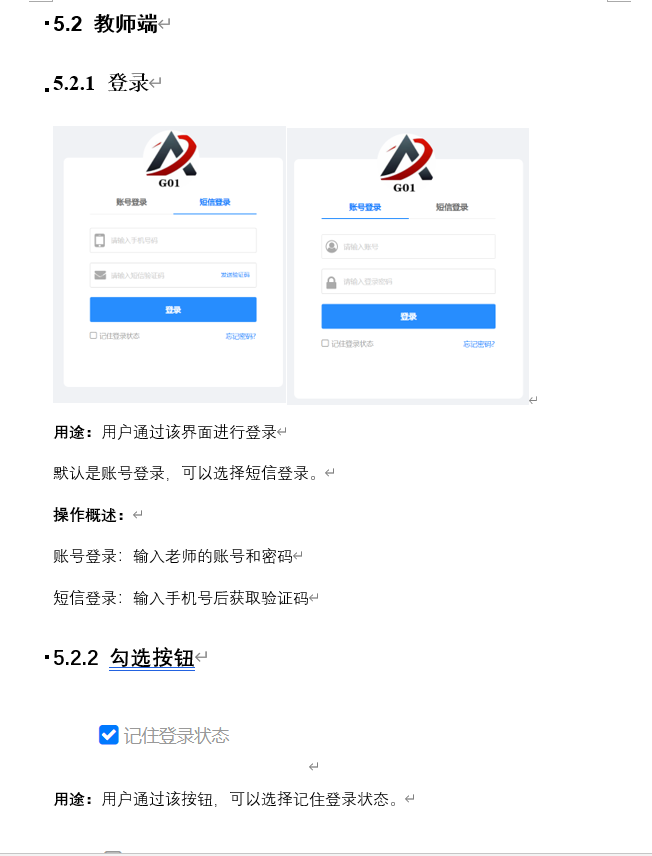 5.2 教师端
5.2.1 登录
G01
账号登录 短信登录
请输入手机号码
请输入短信验证码 发送验证码
登录
记住登录状态 忘记密码?
G01
账号登录 短信登录
请输入账号
请输入登录密码
登录
记住登录状态 忘记密码?
用途：用户通过该界面进行登录
默认是账号登录，可以选择短信登录。
操作概述：
账号登录：输入老师的账号和密码
短信登录：输入手机号后获取验证码
5.2.2 勾选按钮
记住登录状态
用途：用户通过该按钮，可以选择记住登录状态。